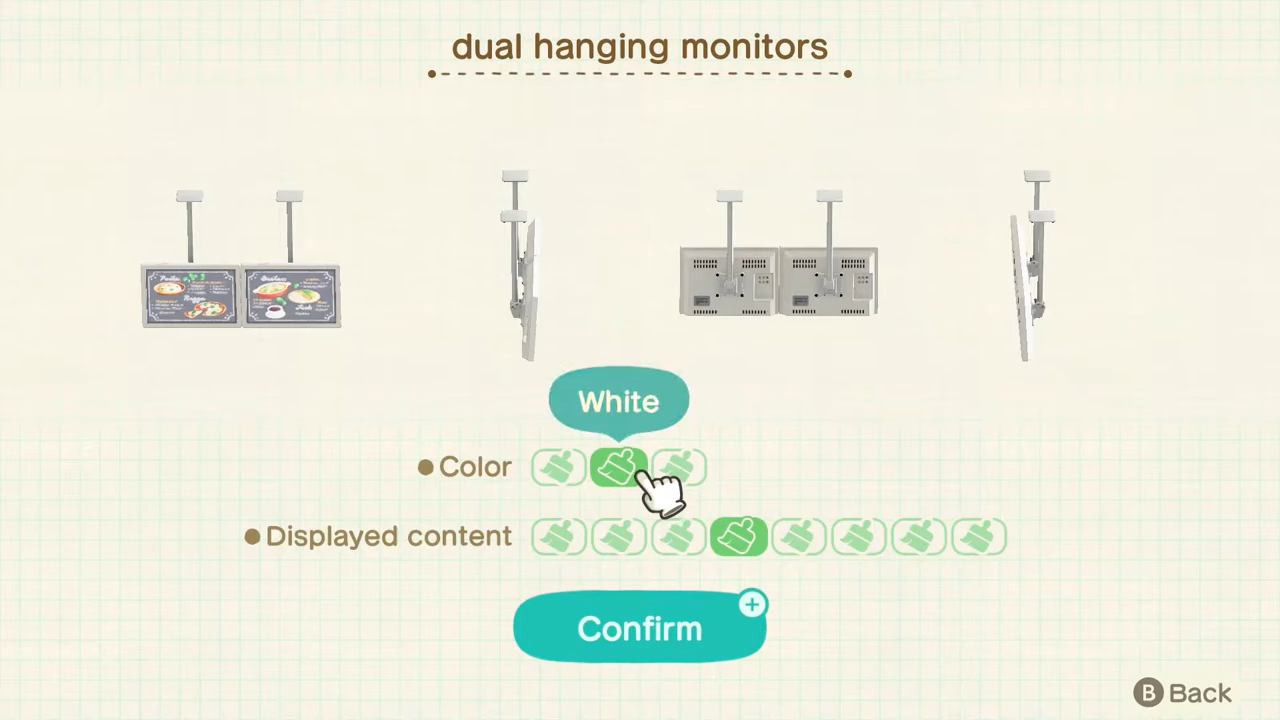 dual hanging monitors
White
Color
Displayed content
Confirm
B Back